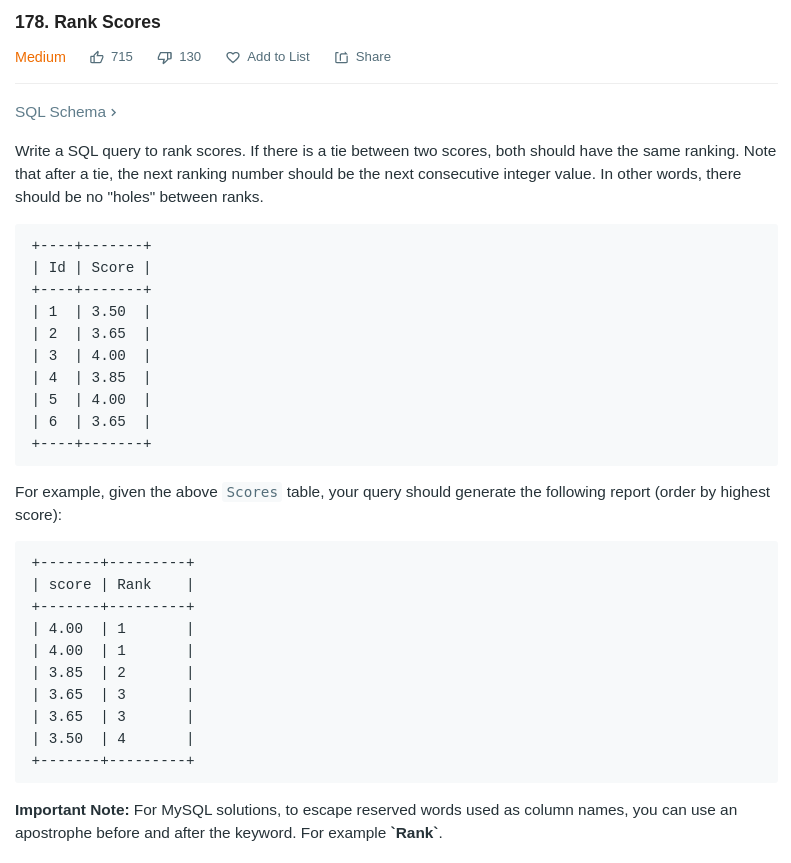 178. Rank Scores
Medium 715 130 Add to List Share
SQL Schema
Write a SQL query to rank scores. If there is a tie between two scores, both should have the same ranking. Note
that after a tie, the next ranking number should be the next consecutive integer value. In other words, there
should be no "holes" between ranks.
+----+-------+
| Id | Score |
+----+-------+
| 1  | 3.50  |
| 2  | 3.65  |
| 3  | 4.00  |
| 4  | 3.85  |
| 5  | 4.00  |
| 6  | 3.65  |
+----+-------+
For example, given the above Scores table, your query should generate the following report (order by highest
score):
+-------+---------+
| score | Rank    |
+-------+---------+
| 4.00  | 1       |
| 4.00  | 1       |
| 3.85  | 2       |
| 3.65  | 3       |
| 3.65  | 3       |
| 3.50  | 4       |
+-------+---------+
Important Note: For MySQL solutions, to escape reserved words used as column names, you can use an
apostrophe before and after the keyword. For example `Rank`.